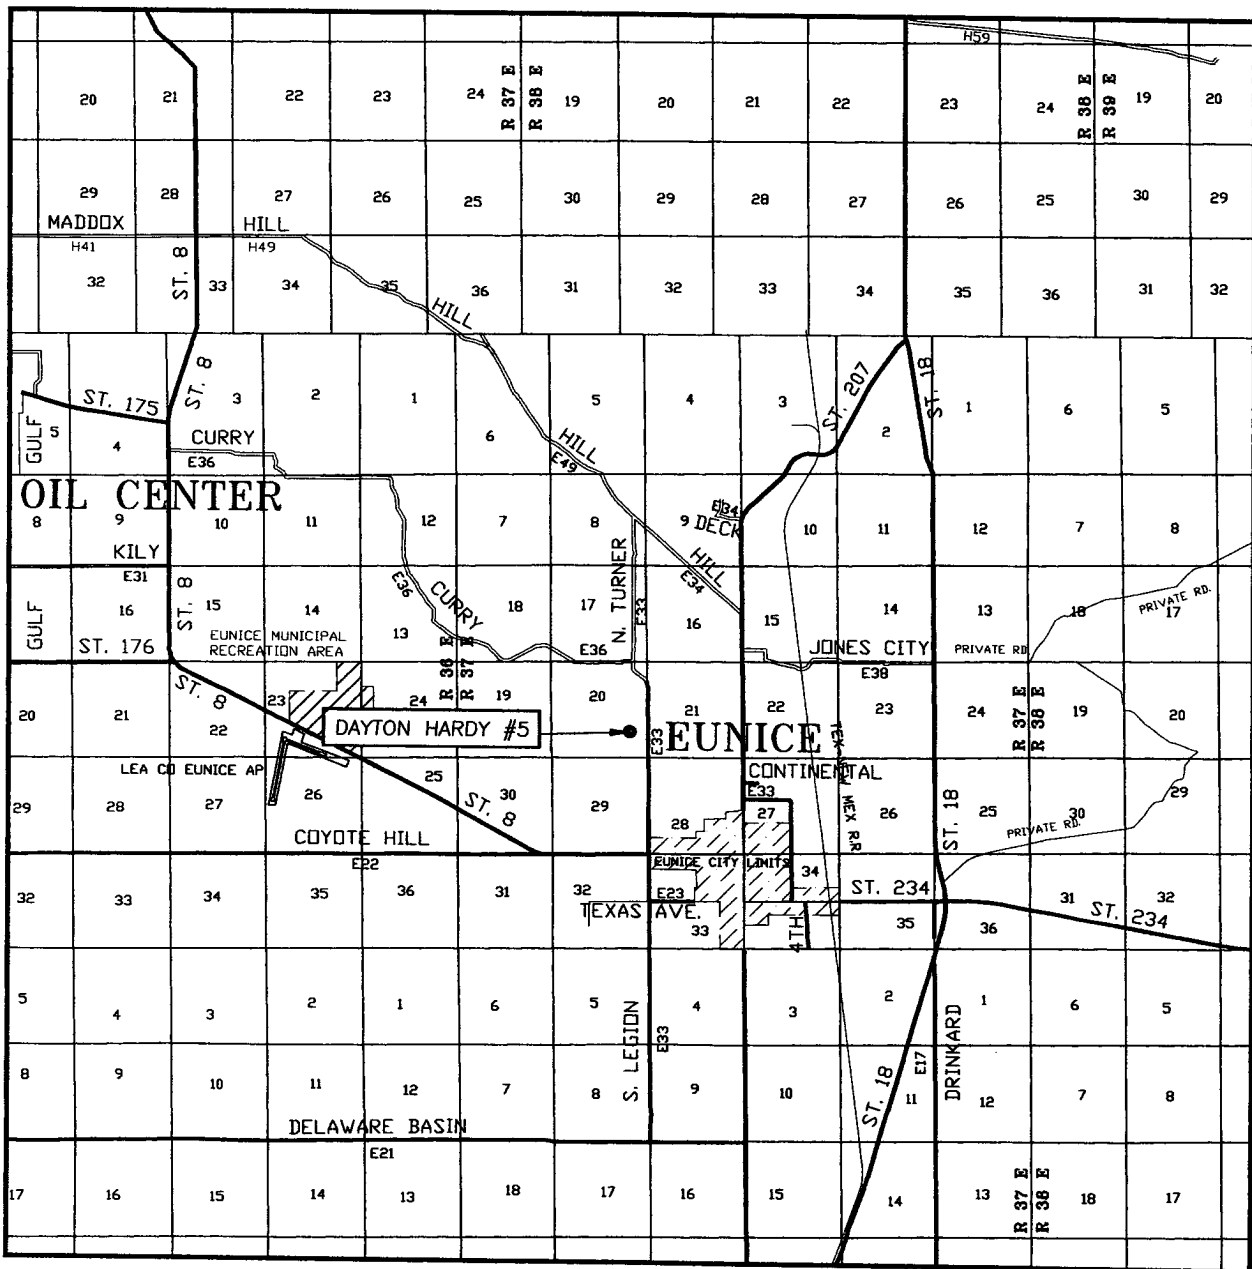 H59
20 21 22 23 24 R 37 E R 38 E 19 20 21 22 23 24 R 38 E R 39 E 19 20
29 28 27 26 25 30 29 28 27 26 25 30 29
MADDOX HILL
H41 H49
32 ST. 8 33 34 35 36 31 32 33 34 35 36 31 32
HILL
ST. 8 3 2 1 5 4 3 ST. 207 ST. 18 1 6 5
ST. 175
GULF 5 4 CURRY 6 HILL 2
E36 E49
OIL CENTER
8 9 10 11 12 7 8 9 E34 10 11 12 7 8
DECK
KILY N. TURNER HILL
E31 E36 E34
GULF 16 ST. 8 15 14 CURRY 18 17 E33 16 15 14 13 18 17 PRIVATE RD.
13
EUNICE MUNICIPAL
RECREATION AREA
ST. 176 E36 JONES CITY PRIVATE RD.
E38
R 36 E R 37 E
ST. 8 23 24 19 20 21 22 23 24 R 37 E R 38 E 19 20
20 21 22
DAYTON HARDY #5
E33 EUNICE
TEX-NEW MEX R.R.
LEA CO EUNICE AP CONTINENTAL
E33
29 28 27 26 25 30 29 28 27 26 25 30 29
ST. 8 ST. 18
COYOTE HILL PRIVATE RD.
E22 EUNICE CITY LIMITS
32 33 34 35 36 31 32 E23 34 ST. 234 31 32
TEXAS AVE. ST. 234
33 4TH 35 36
5 4 3 2 1 6 5 4 3 2 1 6 5
S. LEGION E33 DRINKARD
E17
8 9 10 11 12 7 8 9 10 ST. 18 11 12 7 8
DELAWARE BASIN
E21
17 16 15 14 13 18 17 16 15 14 13 R 37 E R 38 E 18 17